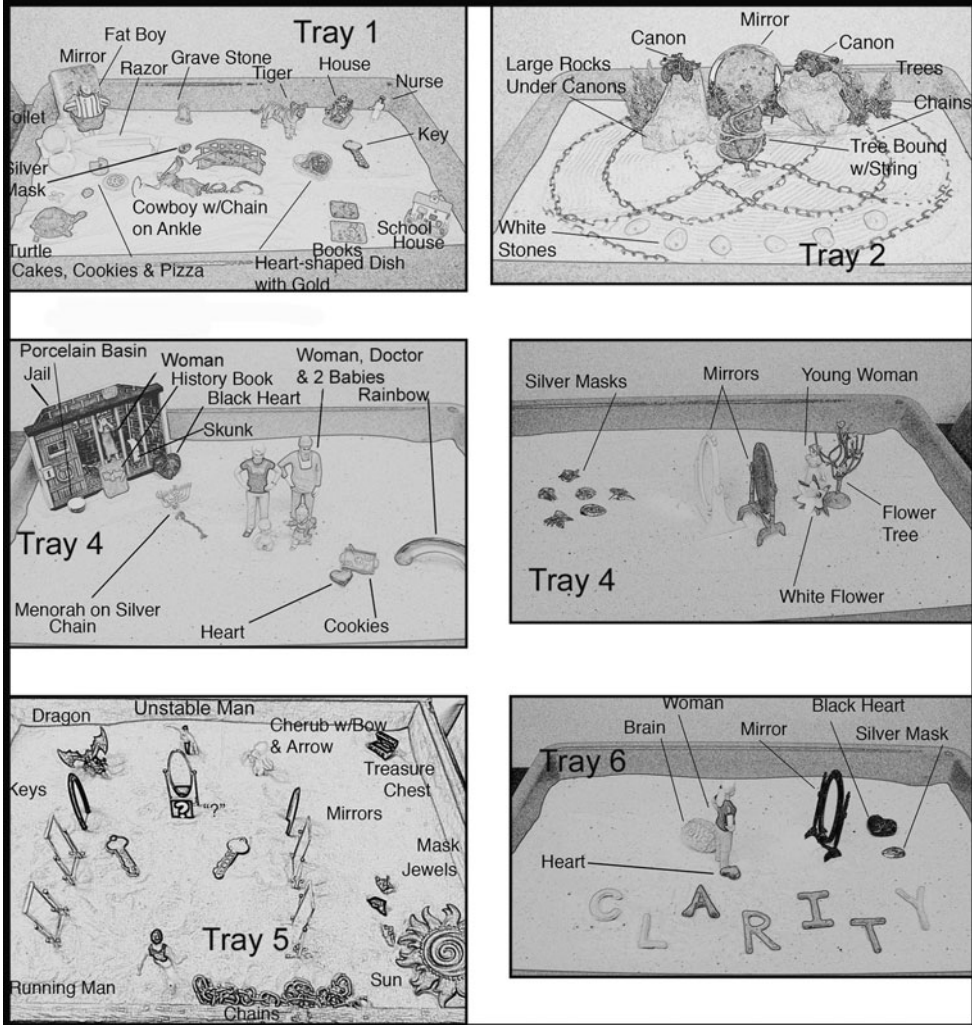 Tray 1
Fat Boy
Mirror
Razor
Grave Stone
Tiger
House
Nurse
Key
Cowboy w/Chain
on Ankle
Books
School
House
Turtle
Cakes, Cookies & Pizza
Heart-shaped Dish
with Gold
Mirror
Canon
Canon
Large Rocks
Under Canons
Trees
Chains
Tree Bound
w/String
White
Stones
Tray 2
Porcelain Basin
Jail
Woman
History Book
Black Heart
Skunk
Woman, Doctor
& 2 Babies
Rainbow
Tray 4
Menorah on Silver
Chain
Heart
Cookies
Silver Masks
Mirrors
Young Woman
Flower
Tree
White Flower
Tray 4
Dragon
Unstable Man
Cherub w/Bow
& Arrow
Treasure
Chest
Keys
?
"?"
Mirrors
Mask
Jewels
Tray 5
Running Man
Sun
Chains
Woman
Brain
Black Heart
Mirror
Silver Mask
Tray 6
Heart
CLARITY